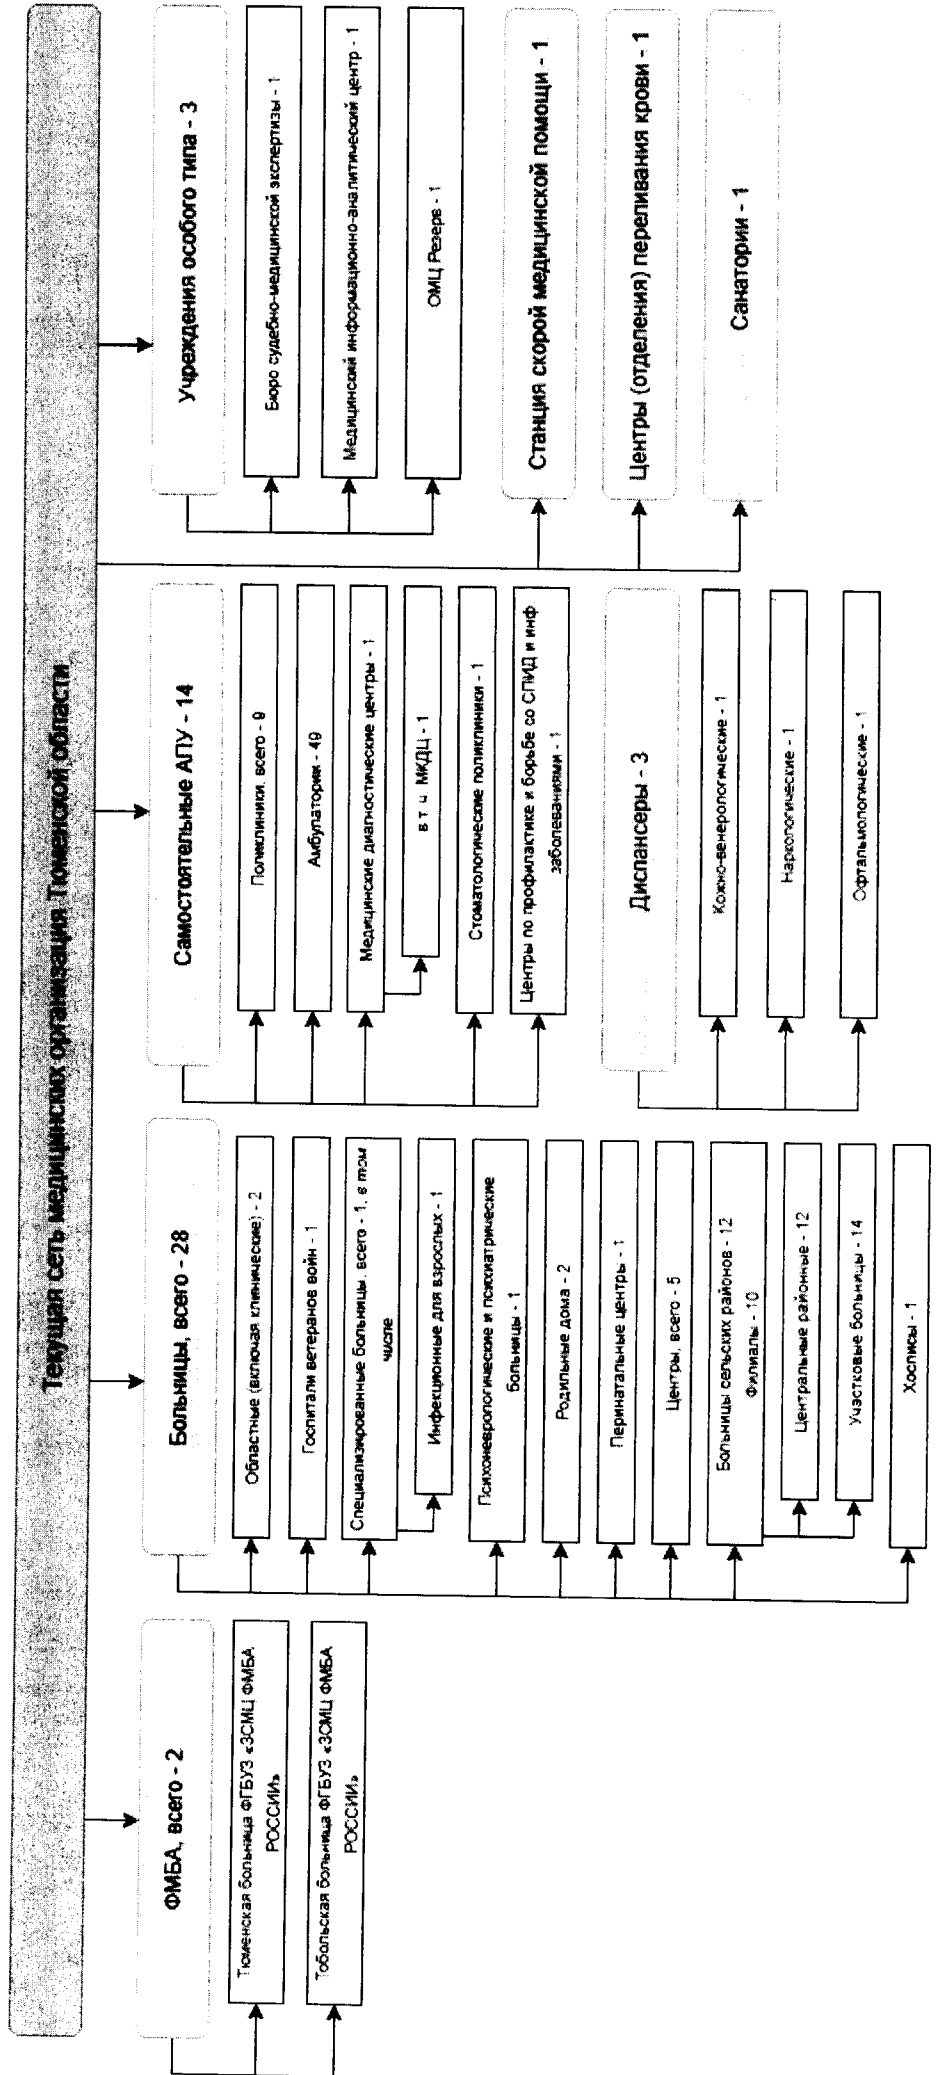 Текущая сеть медицинских организация Тюменской области
ФМБА, всего - 2
Тюменская больница ФГБУЗ «ЗСМЦ ФМБА
РОССИИ»
Тобольская больница ФГБУЗ «ЗСМЦ ФМБА
РОССИИ»
Больницы, всего - 28
Областные (включая клинические) - 2
Госпитали ветеранов войн - 1
Специализированные больницы, всего - 1, в том
числе
Инфекционные для взрослых - 1
Психоневрологические и психиатрические
больницы - 1
Родильные дома - 2
Перинатальные центры - 1
Центры, всего - 5
Больницы сельских районов - 12
Филиалы - 10
Центральные районные - 12
Участковые больницы - 14
Хосписы - 1
Самостоятельные АПУ - 14
Поликлиники, всего - 9
Амбулатории - 49
Медицинские диагностические центры - 1
в т. ч. МКДЦ - 1
Стоматологические поликлиники - 1
Центры по профилактике и борьбе со СПИД и инф
заболеваниями - 1
Диспансеры - 3
Кожно-венерологические - 1
Наркологические - 1
Офтальмологические - 1
Учреждения особого типа - 3
Бюро судебно-медицинской экспертизы - 1
Медицинский информационно-аналитический центр - 1
ОМЦ Резерв - 1
Станция скорой медицинской помощи - 1
Центры (отделения) переливания крови - 1
Санатории - 1